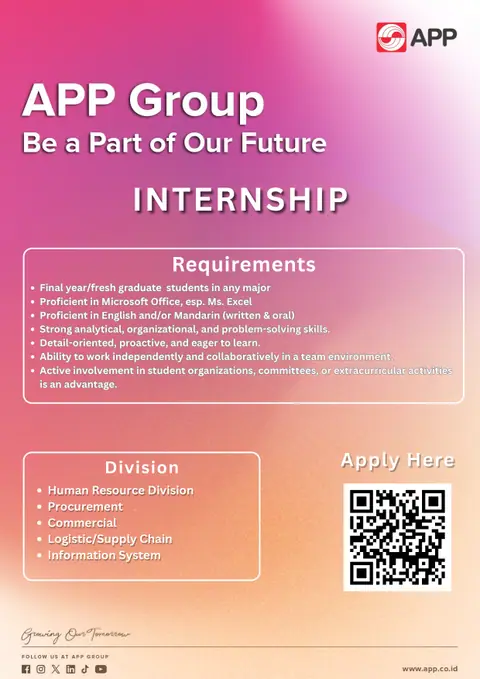 APP
APP Group
Be a Part of Our Future
INTERNSHIP
Requirements
• Final year/fresh graduate students in any major
• Proficient in Microsoft Office, esp. Ms. Excel
• Proficient in English and/or Mandarin (written & oral)
• Strong analytical, organizational, and problem-solving skills.
• Detail-oriented, proactive, and eager to learn.
• Ability to work independently and collaboratively in a team environment.
• Active involvement in student organizations, committees, or extracurricular activities
is an advantage.
Division
• Human Resource Division
• Procurement
• Commercial
• Logistic/Supply Chain
• Information System
Apply Here
Growing Our Tomorrow
FOLLOW US AT APP GROUP
www.app.co.id